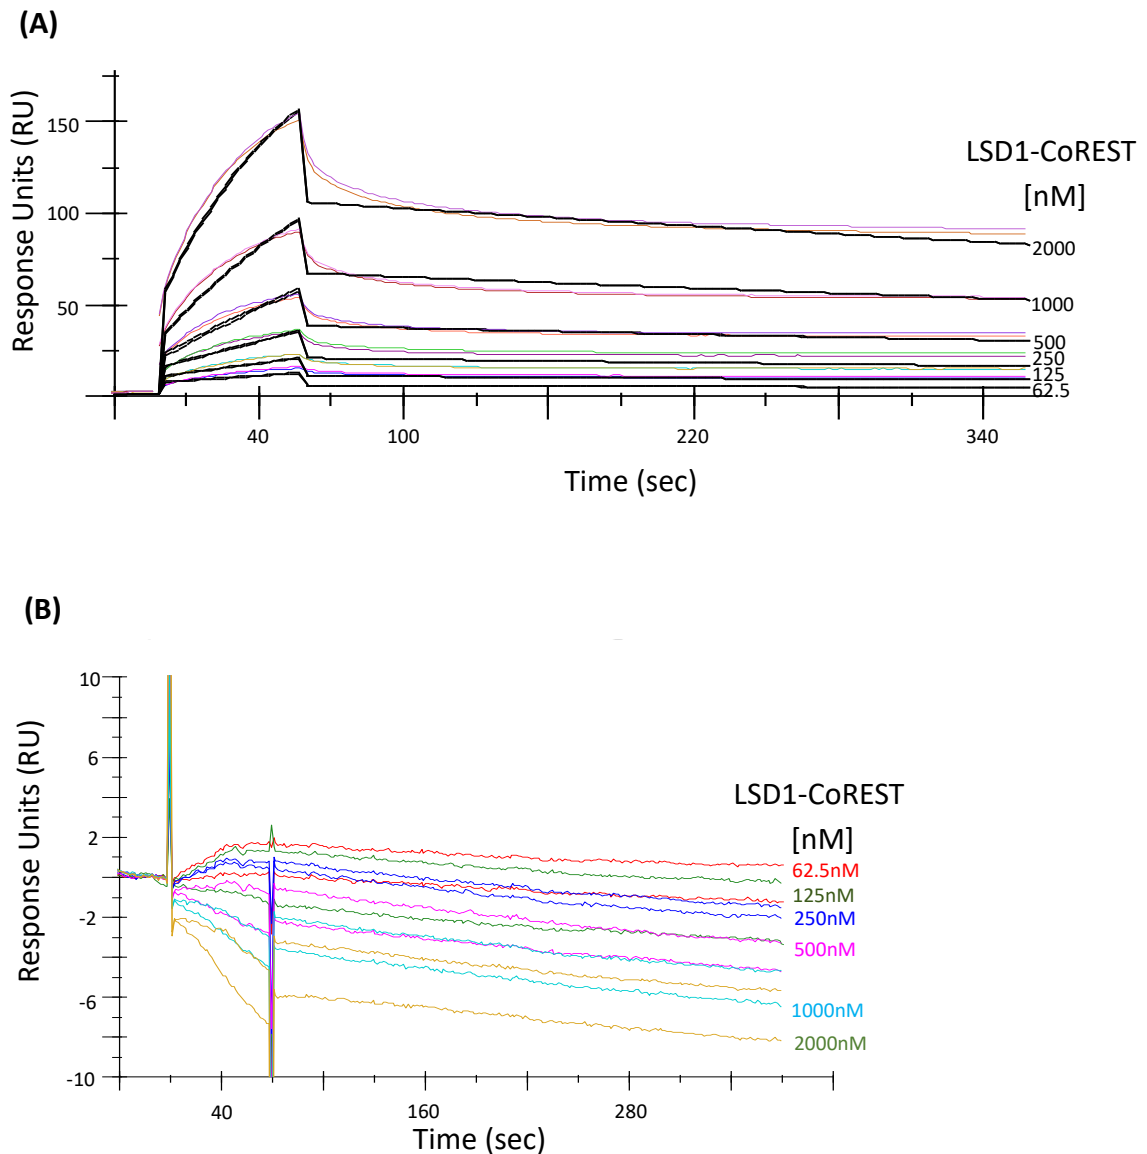 (A)
Response Units (RU)
150
100
50
LSD1-CoREST
[nM]
2000
1000
500
250
125
62.5
40
100
220
340
Time (sec)
(B)
Response Units (RU)
10
6
2
-2
-6
-10
LSD1-CoREST
[nM]
62.5nM
125nM
250nM
500nM
1000nM
2000nM
40
160
280
Time (sec)